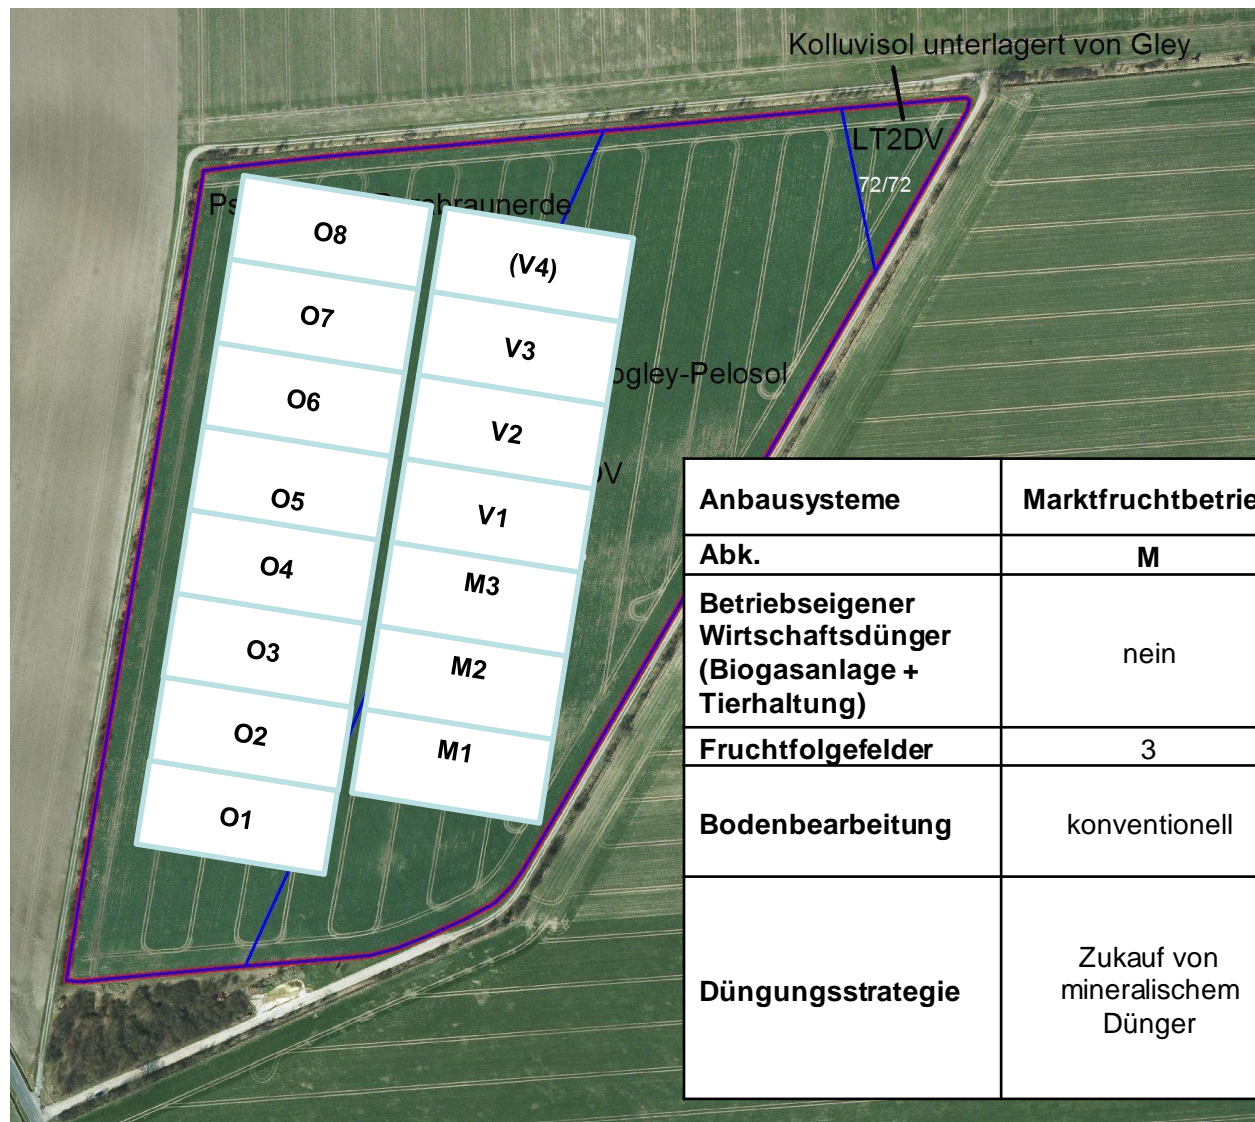 Kolluvisol unterlagert von Gley
LT2DV
72/72
O8
(V4)
O7
V3
O6
V2
O5
V1
O4
M3
O3
M2
O2
M1
O1
Anbausysteme Marktfruchtbetrie
Abk. M
Betriebseigener
Wirtschaftsdünger
(Biogasanlage +
Tierhaltung)
nein
Fruchtfolgefelder 3
Bodenbearbeitung konventionell
Düngungsstrategie
Zukauf von
mineralischem
Dünger